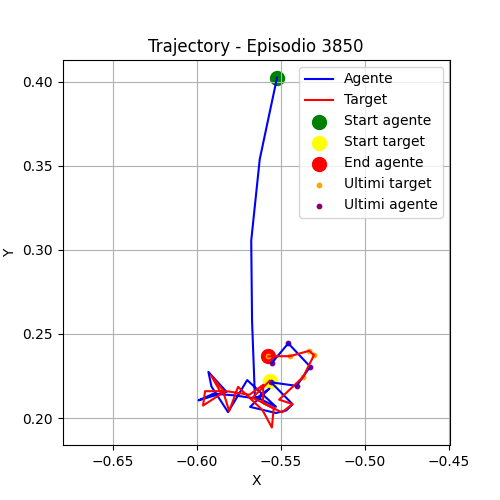 Trajectory - Episodio 3850
Agente
Target
Start agente
Start target
End agente
Ultimi target
Ultimi agente
Y
0.40
0.35
0.30
0.25
0.20
−0.65
−0.60
−0.55
−0.50
−0.45
X